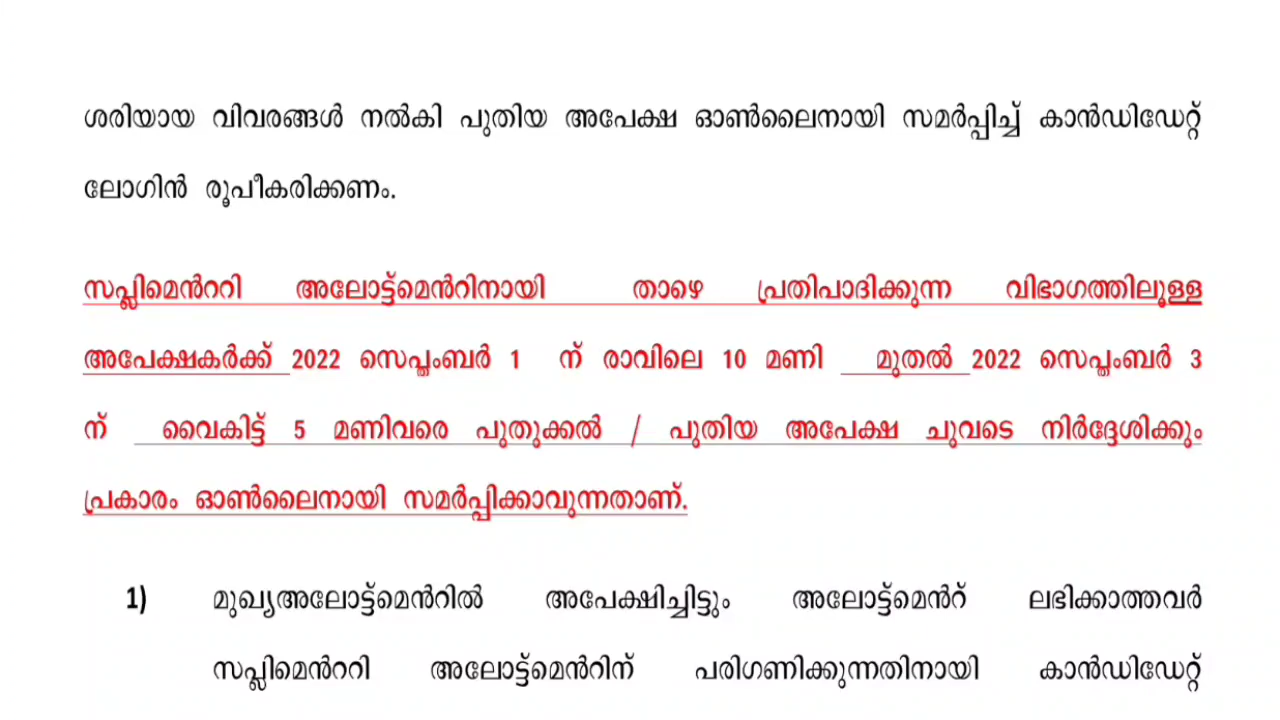 ശരിയായ വിവരങ്ങൾ നൽകി പുതിയ അപേക്ഷ ഓൺലൈനായി സമർപ്പിച്ച് കാൻഡിഡേറ്റ്
ലോഗിൻ രൂപീകരിക്കണം.
സപ്ലിമെൻററി അലോട്ട്മെൻറിനായി താഴെ പ്രതിപാദിക്കുന്ന വിഭാഗത്തിലുള്ള
അപേക്ഷകർക്ക് 2022 സെപ്തംബർ 1 ന് രാവിലെ 10 മണി മുതൽ 2022 സെപ്തംബർ 3
ന് വൈകിട്ട് 5 മണിവരെ പുതുക്കൽ / പുതിയ അപേക്ഷ ചുവടെ നിർദ്ദേശിക്കും
പ്രകാരം ഓൺലൈനായി സമർപ്പിക്കാവുന്നതാണ്.
1) മുഖ്യഅലോട്ട്മെൻറിൽ അപേക്ഷിച്ചിട്ടും അലോട്ട്മെൻറ് ലഭിക്കാത്തവർ
സപ്ലിമെൻററി അലോട്ട്മെൻറിന് പരിഗണിക്കുന്നതിനായി കാൻഡിഡേറ്റ്